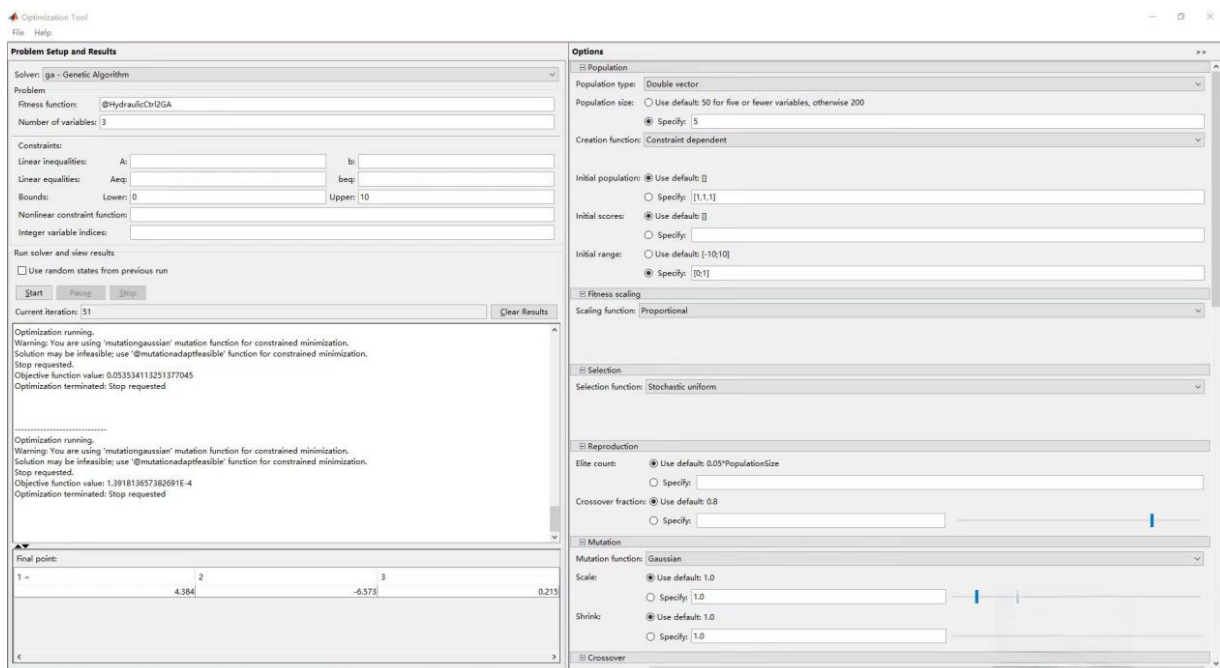 Optimization Tool
File Help
Problem Setup and Results
Solver: ga - Genetic Algorithm
Problem
Fitness function: @HydraulicCtrl2GA
Number of variables: 3
Constraints:
Linear inequalities: A: b:
Linear equalities: Aeq: beq:
Bounds: Lower: 0 Upper: 10
Nonlinear constraint function:
Integer variable indices:
Run solver and view results
Use random states from previous run
Start Pause Stop
Current iteration: 51 Clear Results
Optimization running.
Warning: You are using 'mutationgaussian' mutation function for constrained minimization.
Solution may be infeasible; use '@mutationadaptfeasible' function for constrained minimization.
Stop requested.
Objective function value: 0.053534113251377045
Optimization terminated: Stop requested
----------------------------
Optimization running.
Warning: You are using 'mutationgaussian' mutation function for constrained minimization.
Solution may be infeasible; use '@mutationadaptfeasible' function for constrained minimization.
Stop requested.
Objective function value: 1.391813657382691E-4
Optimization terminated: Stop requested
Final point:
1 2 3
4.384 -6.573 0.215
Options >>
Population
Population type: Double vector
Population size: Use default: 50 for five or fewer variables, otherwise 200
Specify: 5
Creation function: Constraint dependent
Initial population: Use default: []
Specify: [1,1,1]
Initial scores: Use default: []
Specify:
Initial range: Use default: [-10;10]
Specify: [0;1]
Fitness scaling
Scaling function: Proportional
Selection
Selection function: Stochastic uniform
Reproduction
Elite count: Use default: 0.05*PopulationSize
Specify:
Crossover fraction: Use default: 0.8
Specify:
Mutation
Mutation function: Gaussian
Scale: Use default: 1.0
Specify: 1.0
Shrink: Use default: 1.0
Specify: 1.0
Crossover